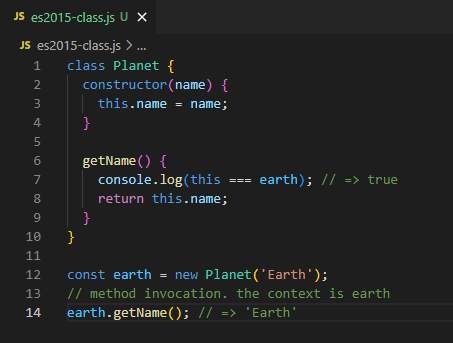 JS es2015-class.js U ×
JS es2015-class.js > ...
1 class Planet {
2   constructor(name) {
3     this.name = name;
4   }
5
6   getName() {
7     console.log(this === earth); // => true
8     return this.name;
9   }
10 }
11
12 const earth = new Planet('Earth');
13 // method invocation. the context is earth
14 earth.getName(); // => 'Earth'